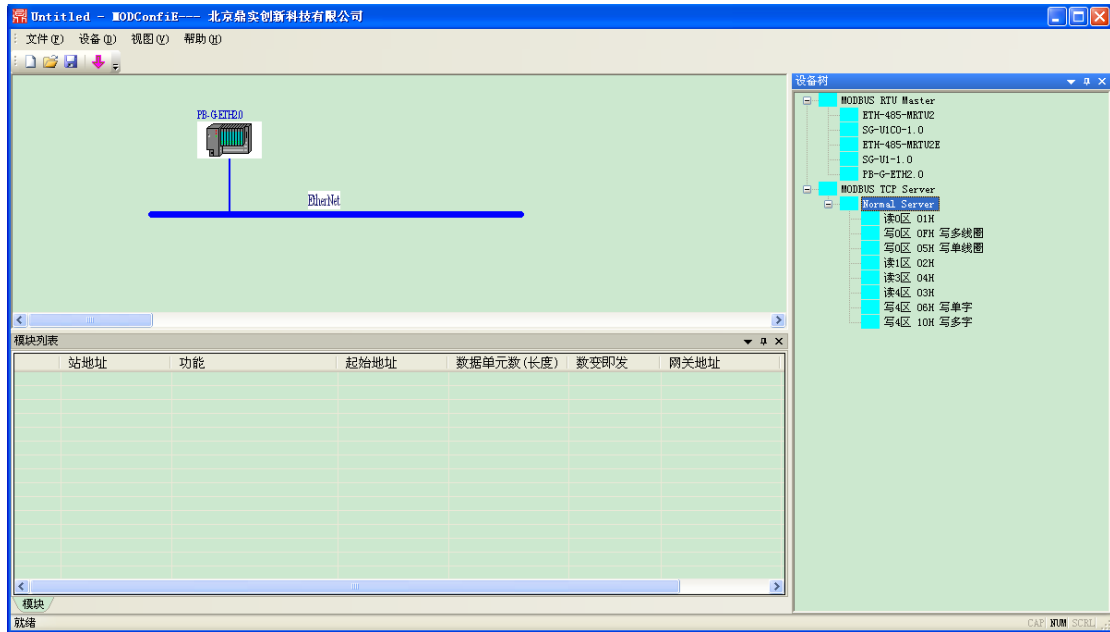 Untitled - MODConfiE--- 北京鼎实创新科技有限公司
文件(F) 设备(D) 视图(V) 帮助(H)
设备树
MODBUS RTU Master
ETH-485-MRTU2
SG-U1CO-1.0
ETH-485-MRTU2E
SG-U1-1.0
PB-G-ETH2.0
MODBUS TCP Server
Normal Server
读0区 01H
写0区 0FH 写多线圈
写0区 05H 写单线圈
读1区 02H
读3区 04H
读4区 03H
写4区 06H 写单字
写4区 10H 写多字
PB-G-ETH2.0
EtherNet
模块列表
站地址 功能 起始地址 数据单元数(长度) 数变即发 网关地址
模块
就绪
CAP NUM SCRL